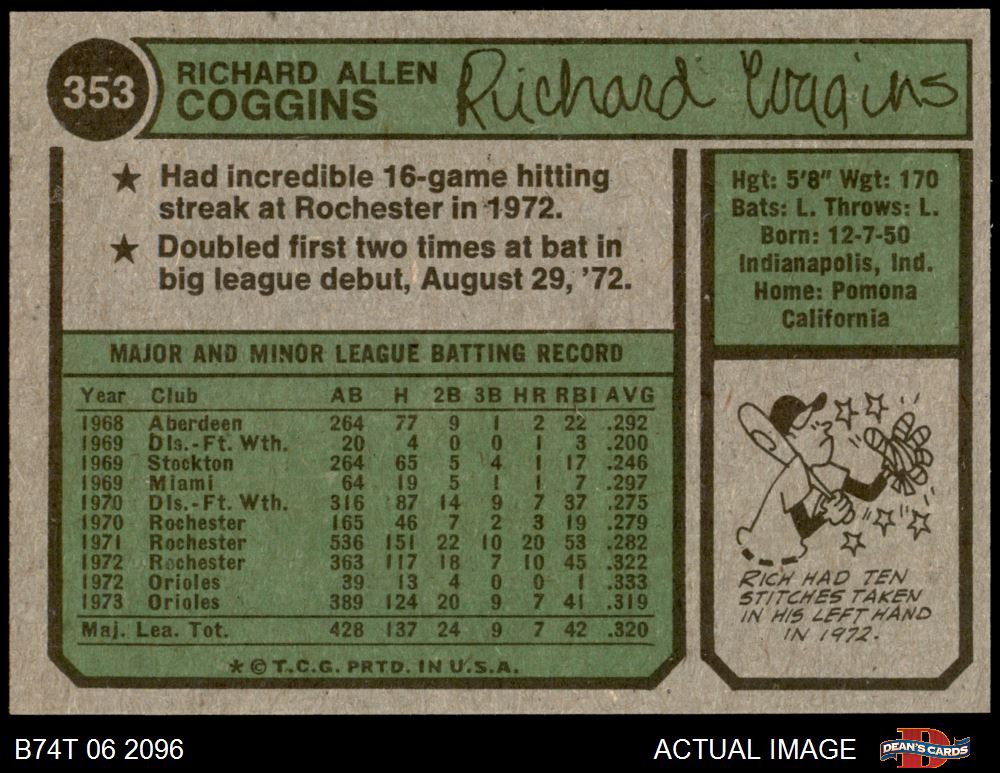 353
RICHARD ALLEN
COGGINS
Richard Coggins
★ Had incredible 16-game hitting
streak at Rochester in 1972.
★ Doubled first two times at bat in
big league debut, August 29, '72.
Hgt: 5'8" Wgt: 170
Bats: L. Throws: L.
Born: 12-7-50
Indianapolis, Ind.
Home: Pomona
California
MAJOR AND MINOR LEAGUE BATTING RECORD
Year Club AB H 2B 3B HR RBI AVG
1968 Aberdeen 264 77 9 1 2 22 .292
1969 Dls.-Ft. Wth. 20 4 0 0 1 3 .200
1969 Stockton 264 65 5 4 1 17 .246
1969 Miami 64 19 5 1 1 7 .297
1970 Dls.-Ft. Wth. 316 87 14 9 7 37 .275
1970 Rochester 165 46 7 2 3 19 .279
1971 Rochester 536 151 22 10 20 53 .282
1972 Rochester 363 117 18 7 10 45 .322
1972 Orioles 39 13 4 0 0 1 .333
1973 Orioles 389 124 20 9 7 41 .319
Maj. Lea. Tot. 428 137 24 9 7 42 .320
* © T.C.G. PRTD. IN U.S.A.
RICH HAD TEN
STITCHES TAKEN
IN HIS LEFT HAND
IN 1972.
B74T 06 2096
ACTUAL IMAGE
DEAN'S CARDS